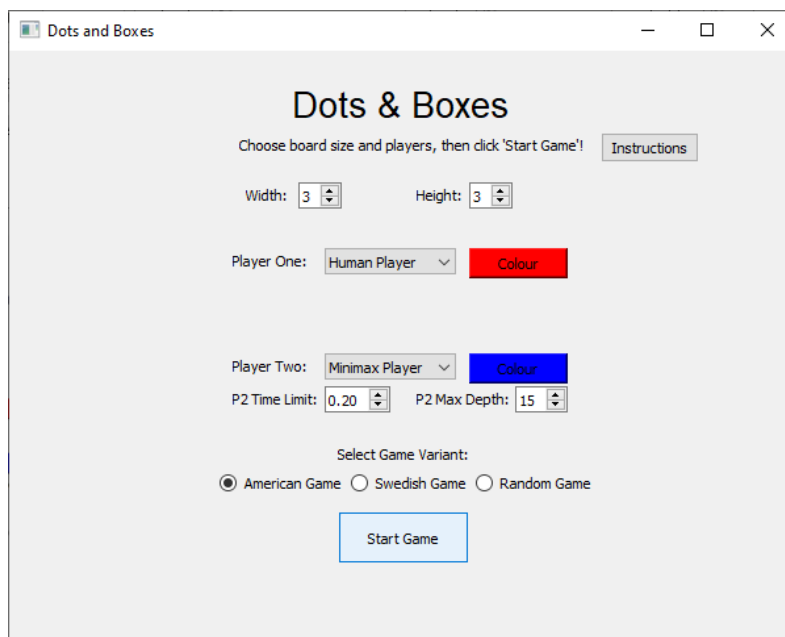 Dots and Boxes
Dots & Boxes
Choose board size and players, then click 'Start Game'! Instructions
Width: 3 Height: 3
Player One: Human Player Colour
Player Two: Minimax Player Colour
P2 Time Limit: 0.20 P2 Max Depth: 15
Select Game Variant:
American Game Swedish Game Random Game
Start Game